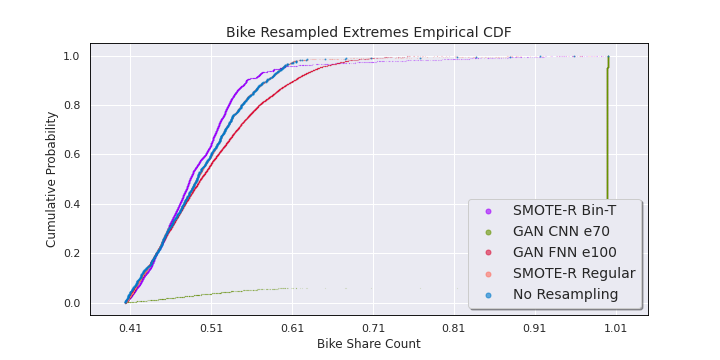 Bike Resampled Extremes Empirical CDF
Cumulative Probability
1.0
0.8
0.6
0.4
0.2
0.0
SMOTE-R Bin-T
GAN CNN e70
GAN FNN e100
SMOTE-R Regular
No Resampling
0.41 0.51 0.61 0.71 0.81 0.91 1.01
Bike Share Count